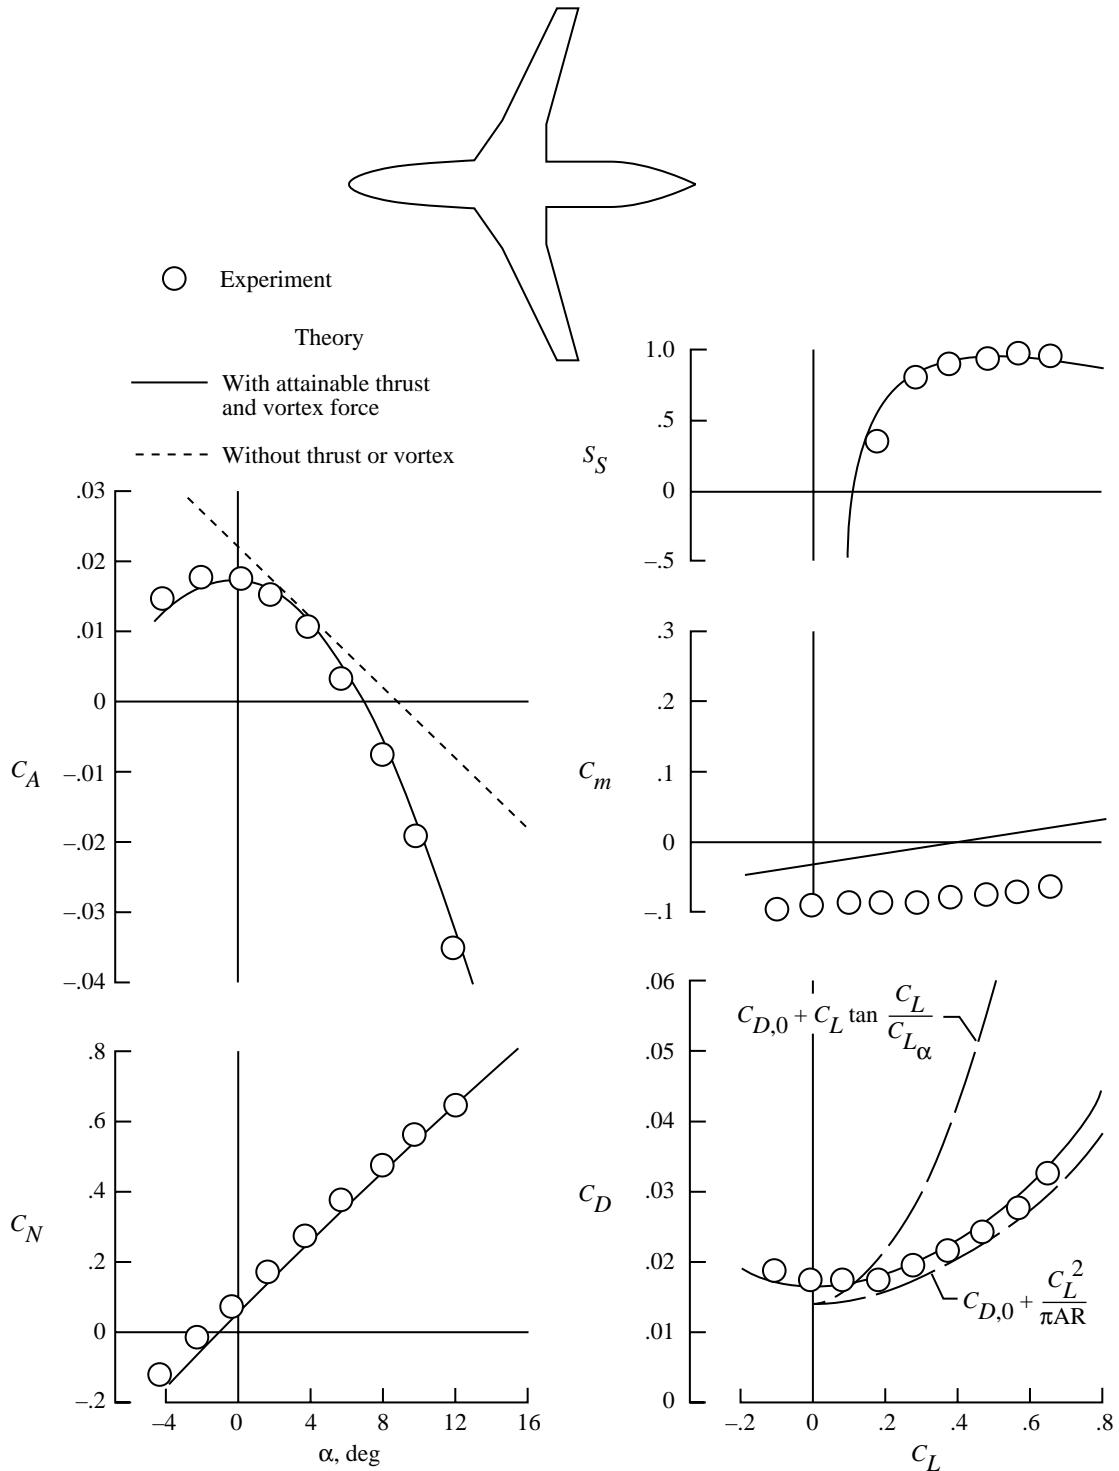 Experiment
Theory
With attainable thrust
and vortex force
Without thrust or vortex
.03
.02
.01
0
–.01
–.02
–.03
–.04
C_A
.8
.6
.4
.2
0
–.2
C_N
–4 0 4 8 12 16
α, deg
1.0
.5
0
–.5
S_S
.3
.2
.1
0
–.1
C_m
.06
.05
.04
.03
.02
.01
0
C_D
C_{D,0} + C_L tan C_L / C_{L_α}
C_{D,0} + C_L^2 / πAR
–.2 0 .2 .4 .6 .8
C_L